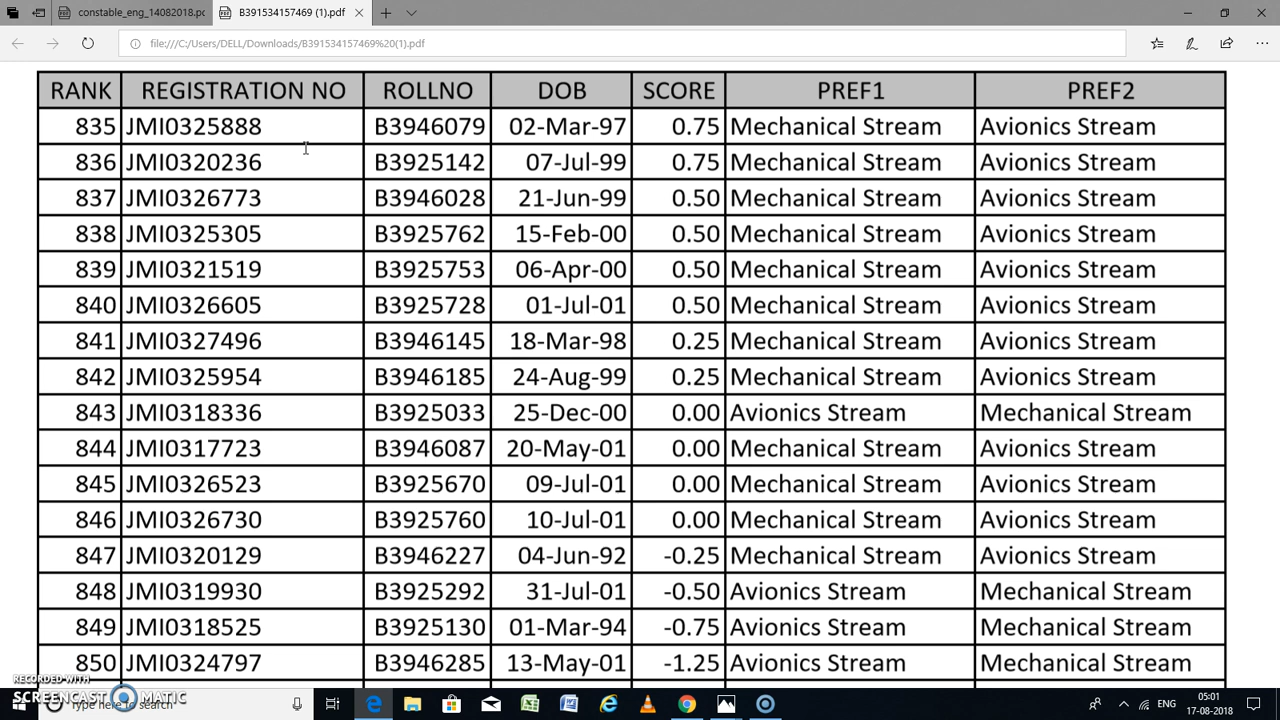 constable_eng_14082018.pc
B391534157469 (1).pdf
file:///C:/Users/DELL/Downloads/B391534157469%20(1).pdf
RANK REGISTRATION NO ROLLNO DOB SCORE PREF1 PREF2
835 JMI0325888 B3946079 02-Mar-97 0.75 Mechanical Stream Avionics Stream
836 JMI0320236 B3925142 07-Jul-99 0.75 Mechanical Stream Avionics Stream
837 JMI0326773 B3946028 21-Jun-99 0.50 Mechanical Stream Avionics Stream
838 JMI0325305 B3925762 15-Feb-00 0.50 Mechanical Stream Avionics Stream
839 JMI0321519 B3925753 06-Apr-00 0.50 Mechanical Stream Avionics Stream
840 JMI0326605 B3925728 01-Jul-01 0.50 Mechanical Stream Avionics Stream
841 JMI0327496 B3946145 18-Mar-98 0.25 Mechanical Stream Avionics Stream
842 JMI0325954 B3946185 24-Aug-99 0.25 Mechanical Stream Avionics Stream
843 JMI0318336 B3925033 25-Dec-00 0.00 Avionics Stream Mechanical Stream
844 JMI0317723 B3946087 20-May-01 0.00 Mechanical Stream Avionics Stream
845 JMI0326523 B3925670 09-Jul-01 0.00 Mechanical Stream Avionics Stream
846 JMI0326730 B3925760 10-Jul-01 0.00 Mechanical Stream Avionics Stream
847 JMI0320129 B3946227 04-Jun-92 -0.25 Mechanical Stream Avionics Stream
848 JMI0319930 B3925292 31-Jul-01 -0.50 Avionics Stream Mechanical Stream
849 JMI0318525 B3925130 01-Mar-94 -0.75 Avionics Stream Mechanical Stream
850 JMI0324797 B3946285 13-May-01 -1.25 Avionics Stream Mechanical Stream
RECORDED WITH
SCREENCAST MATIC
Type here to search
ENG
05:01
17-08-2018